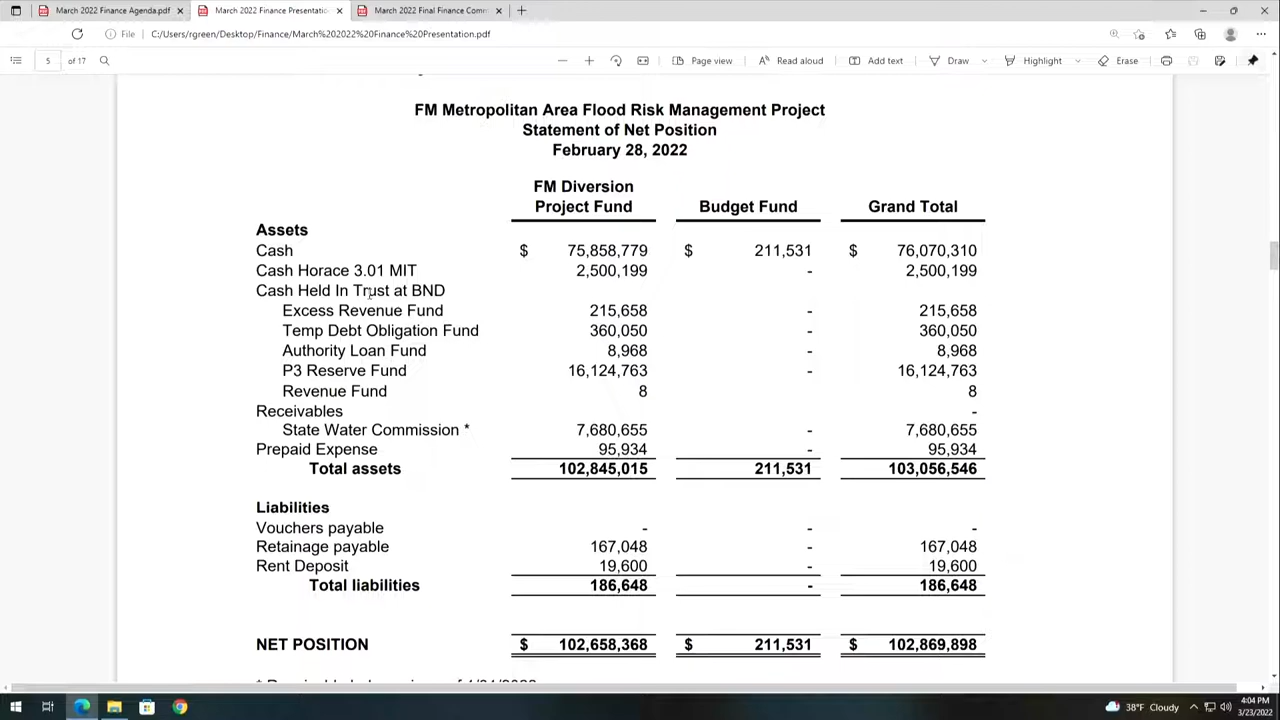 March 2022 Finance Agenda.pdf
March 2022 Finance Presentatio
March 2022 Final Finance Comm
File C:/Users/rgreen/Desktop/Finance/March%202022%20Finance%20Presentation.pdf
5 of 17 Page view Read aloud Add text Draw Highlight Erase
FM Metropolitan Area Flood Risk Management Project
Statement of Net Position
February 28, 2022
FM Diversion
Project Fund Budget Fund Grand Total
Assets
Cash $ 75,858,779 $ 211,531 $ 76,070,310
Cash Horace 3.01 MIT 2,500,199 - 2,500,199
Cash Held In Trust at BND
Excess Revenue Fund 215,658 - 215,658
Temp Debt Obligation Fund 360,050 - 360,050
Authority Loan Fund 8,968 - 8,968
P3 Reserve Fund 16,124,763 - 16,124,763
Revenue Fund 8 8
Receivables -
State Water Commission * 7,680,655 - 7,680,655
Prepaid Expense 95,934 - 95,934
Total assets 102,845,015 211,531 103,056,546
Liabilities
Vouchers payable - - -
Retainage payable 167,048 - 167,048
Rent Deposit 19,600 - 19,600
Total liabilities 186,648 - 186,648
NET POSITION $ 102,658,368 $ 211,531 $ 102,869,898
38°F Cloudy 4:04 PM
3/23/2022